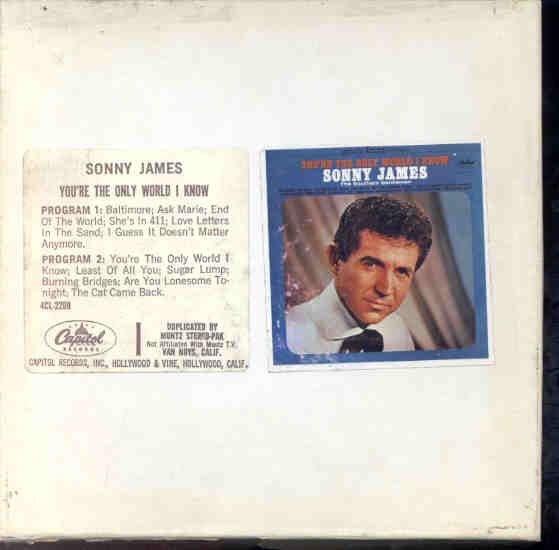 SONNY JAMES
YOU'RE THE ONLY WORLD I KNOW
PROGRAM 1: Baltimore; Ask Marie; End
Of The World; She's In 411; Love Letters
In The Sand; I Guess It Doesn't Matter
Anymore.
PROGRAM 2: You're The Only World I
Know; Least Of All You; Sugar Lump;
Burning Bridges; Are You Lonesome To-
night; The Cat Came Back.
4CL-2209
Capitol
RECORDS
DUPLICATED BY
MUNTZ STEREO-PAK
Not Affiliated With Muntz T.V.
VAN NUYS, CALIF.
CAPITOL RECORDS, INC., HOLLYWOOD & VINE, HOLLYWOOD, CALIF.
YOU'RE THE ONLY WORLD I KNOW
SONNY JAMES
The Southern Gentleman